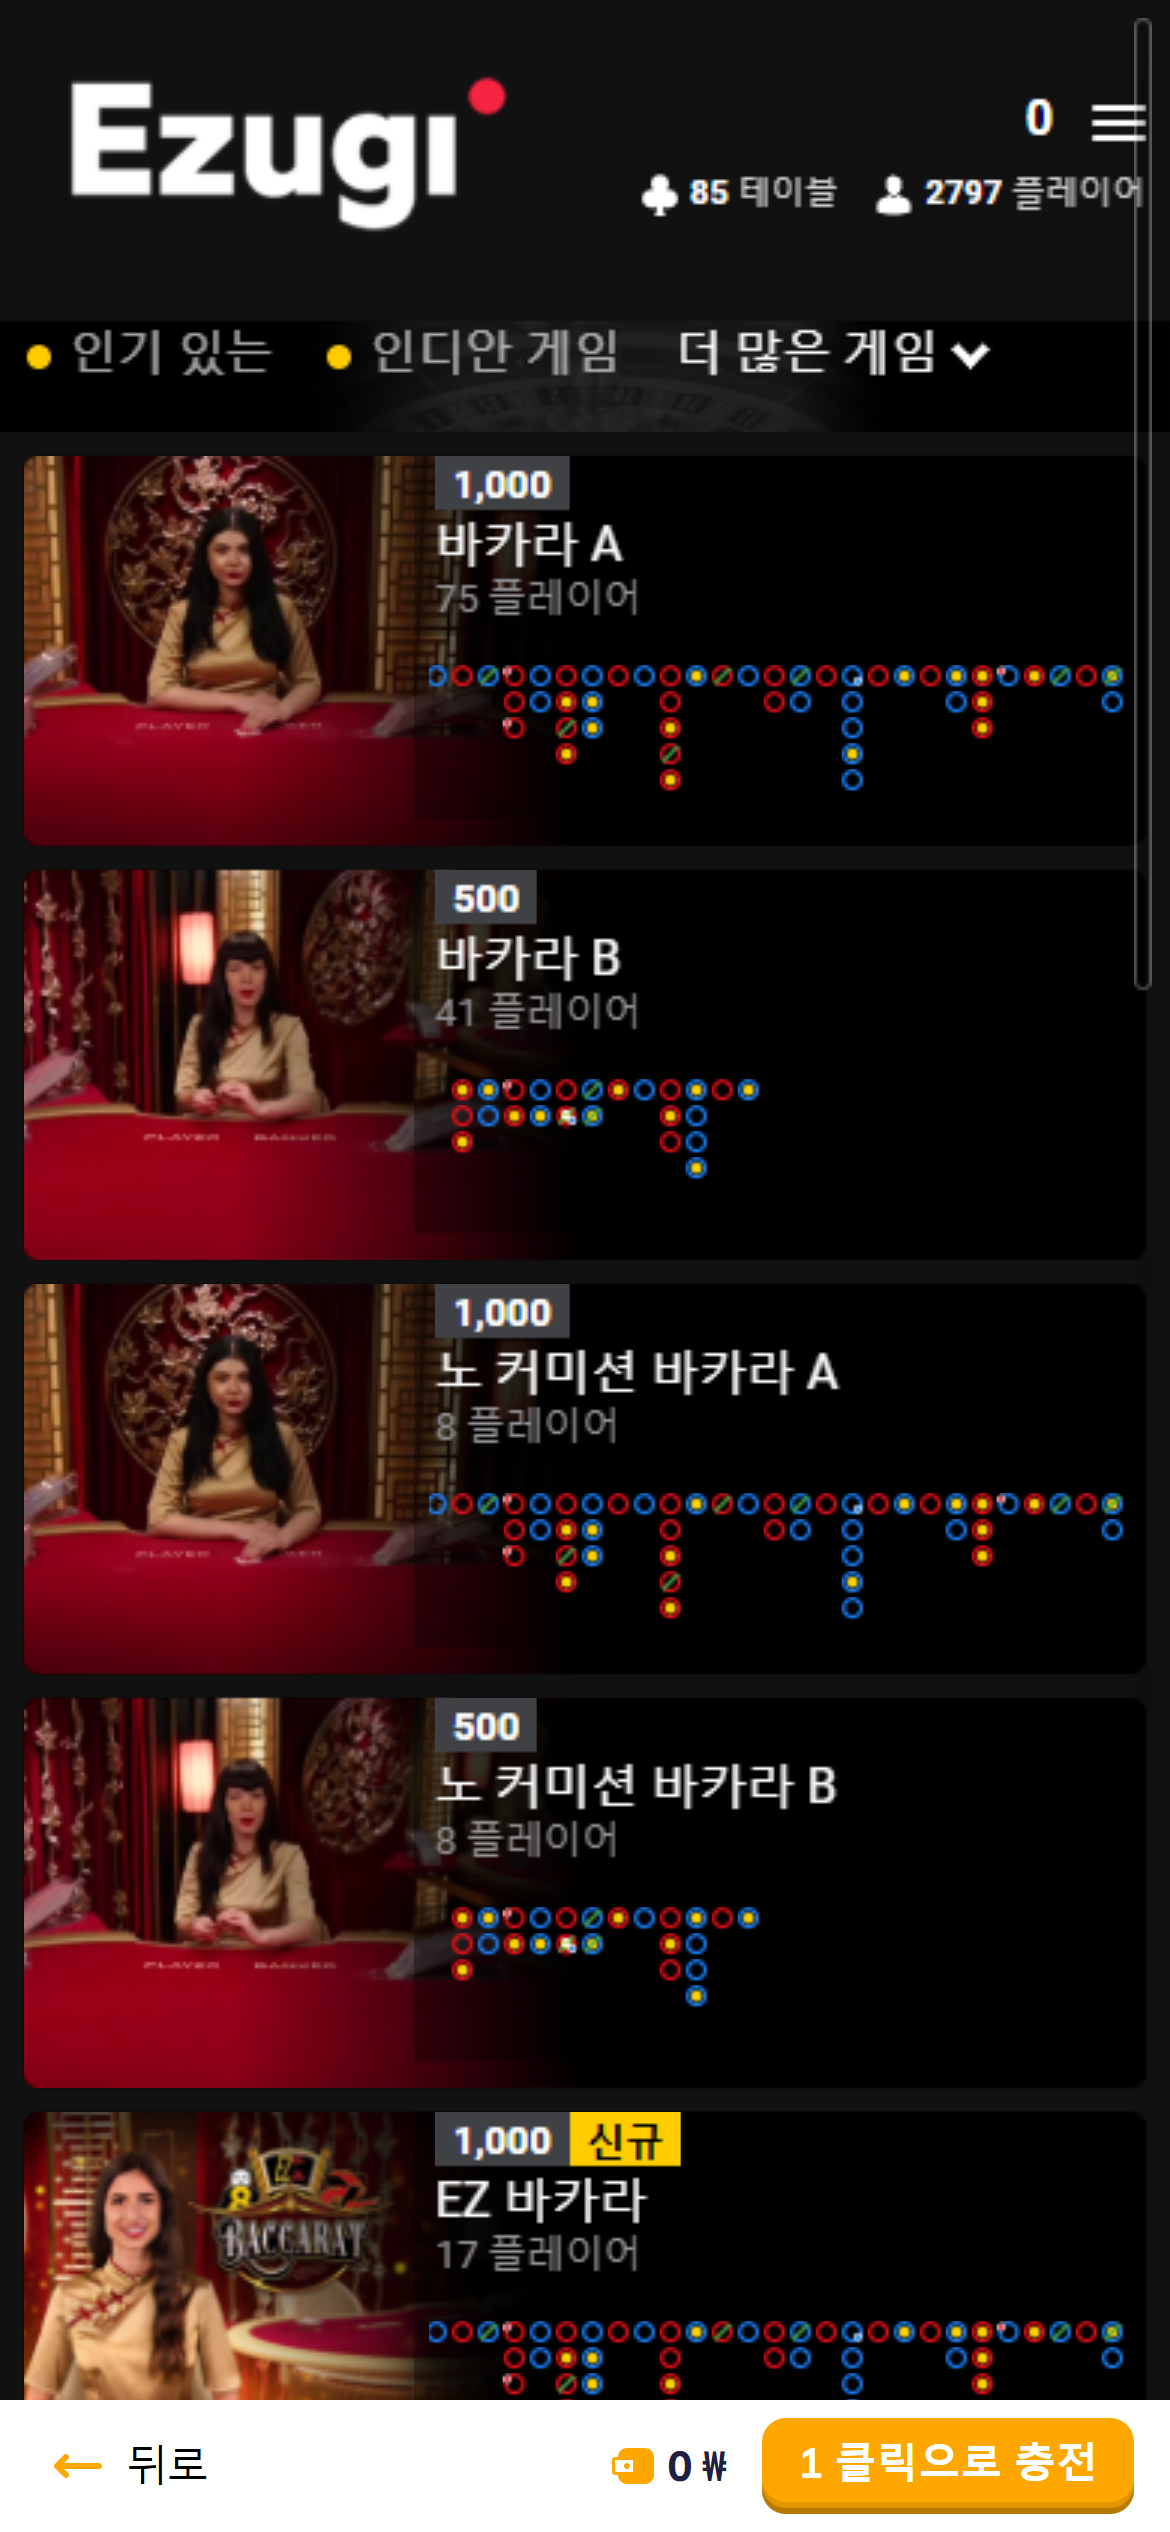 Ezugi
0
85 테이블 2797 플레이어
인기 있는 인디안 게임 더 많은 게임
1,000
바카라 A
75 플레이어
PLAYER
500
바카라 B
41 플레이어
PLAYER BANKER
1,000
노 커미션 바카라 A
8 플레이어
PLAYER
500
노 커미션 바카라 B
8 플레이어
PLAYER BANKER
1,000 신규
EZ 바카라
17 플레이어
BACCARAT
뒤로 0 ₩ 1 클릭으로 충전